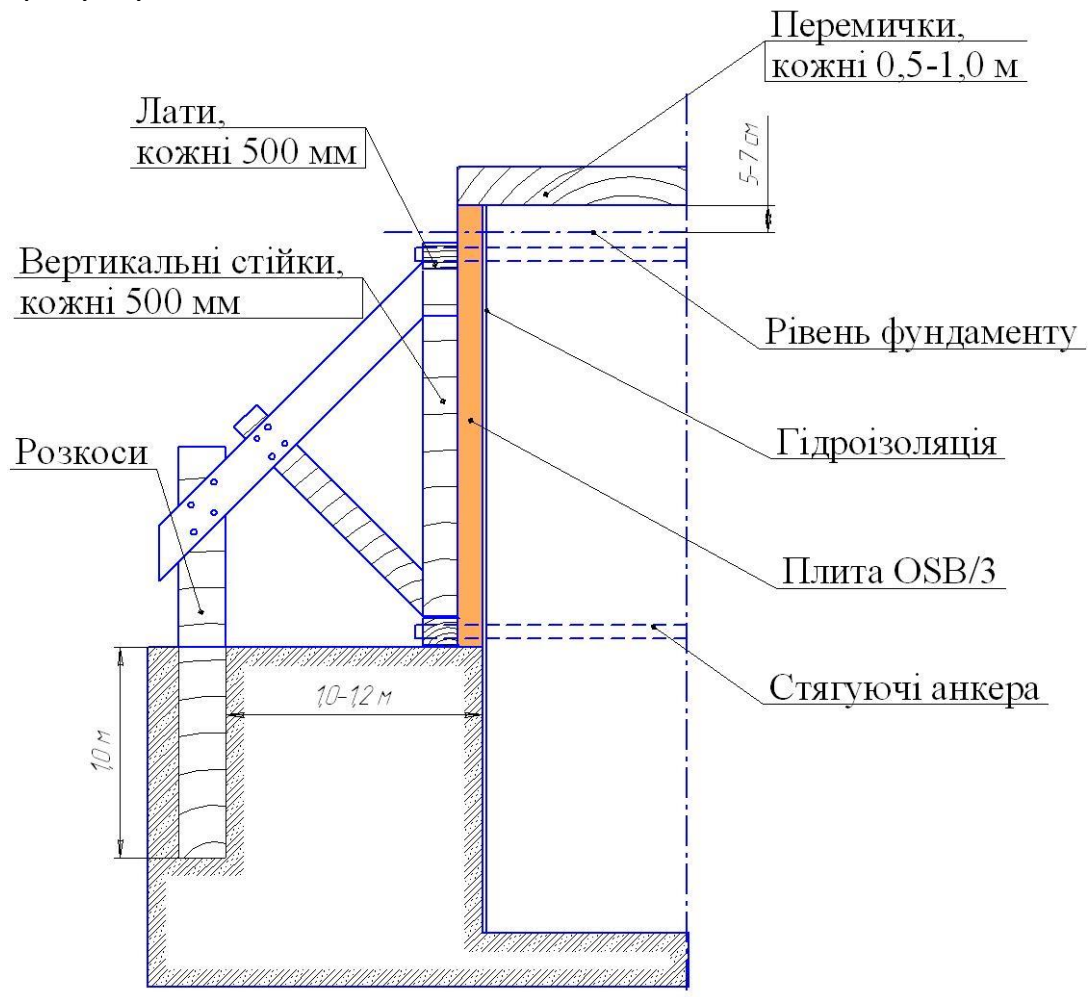 Перемички,
кожні 0,5-1,0 м
Лати,
кожні 500 мм
5-7 см
Вертикальні стійки,
кожні 500 мм
Рівень фундаменту
Розкоси
Гідроізоляція
Плита OSB/3
Стягуючі анкера
1,0-1,2 м
1,0 м